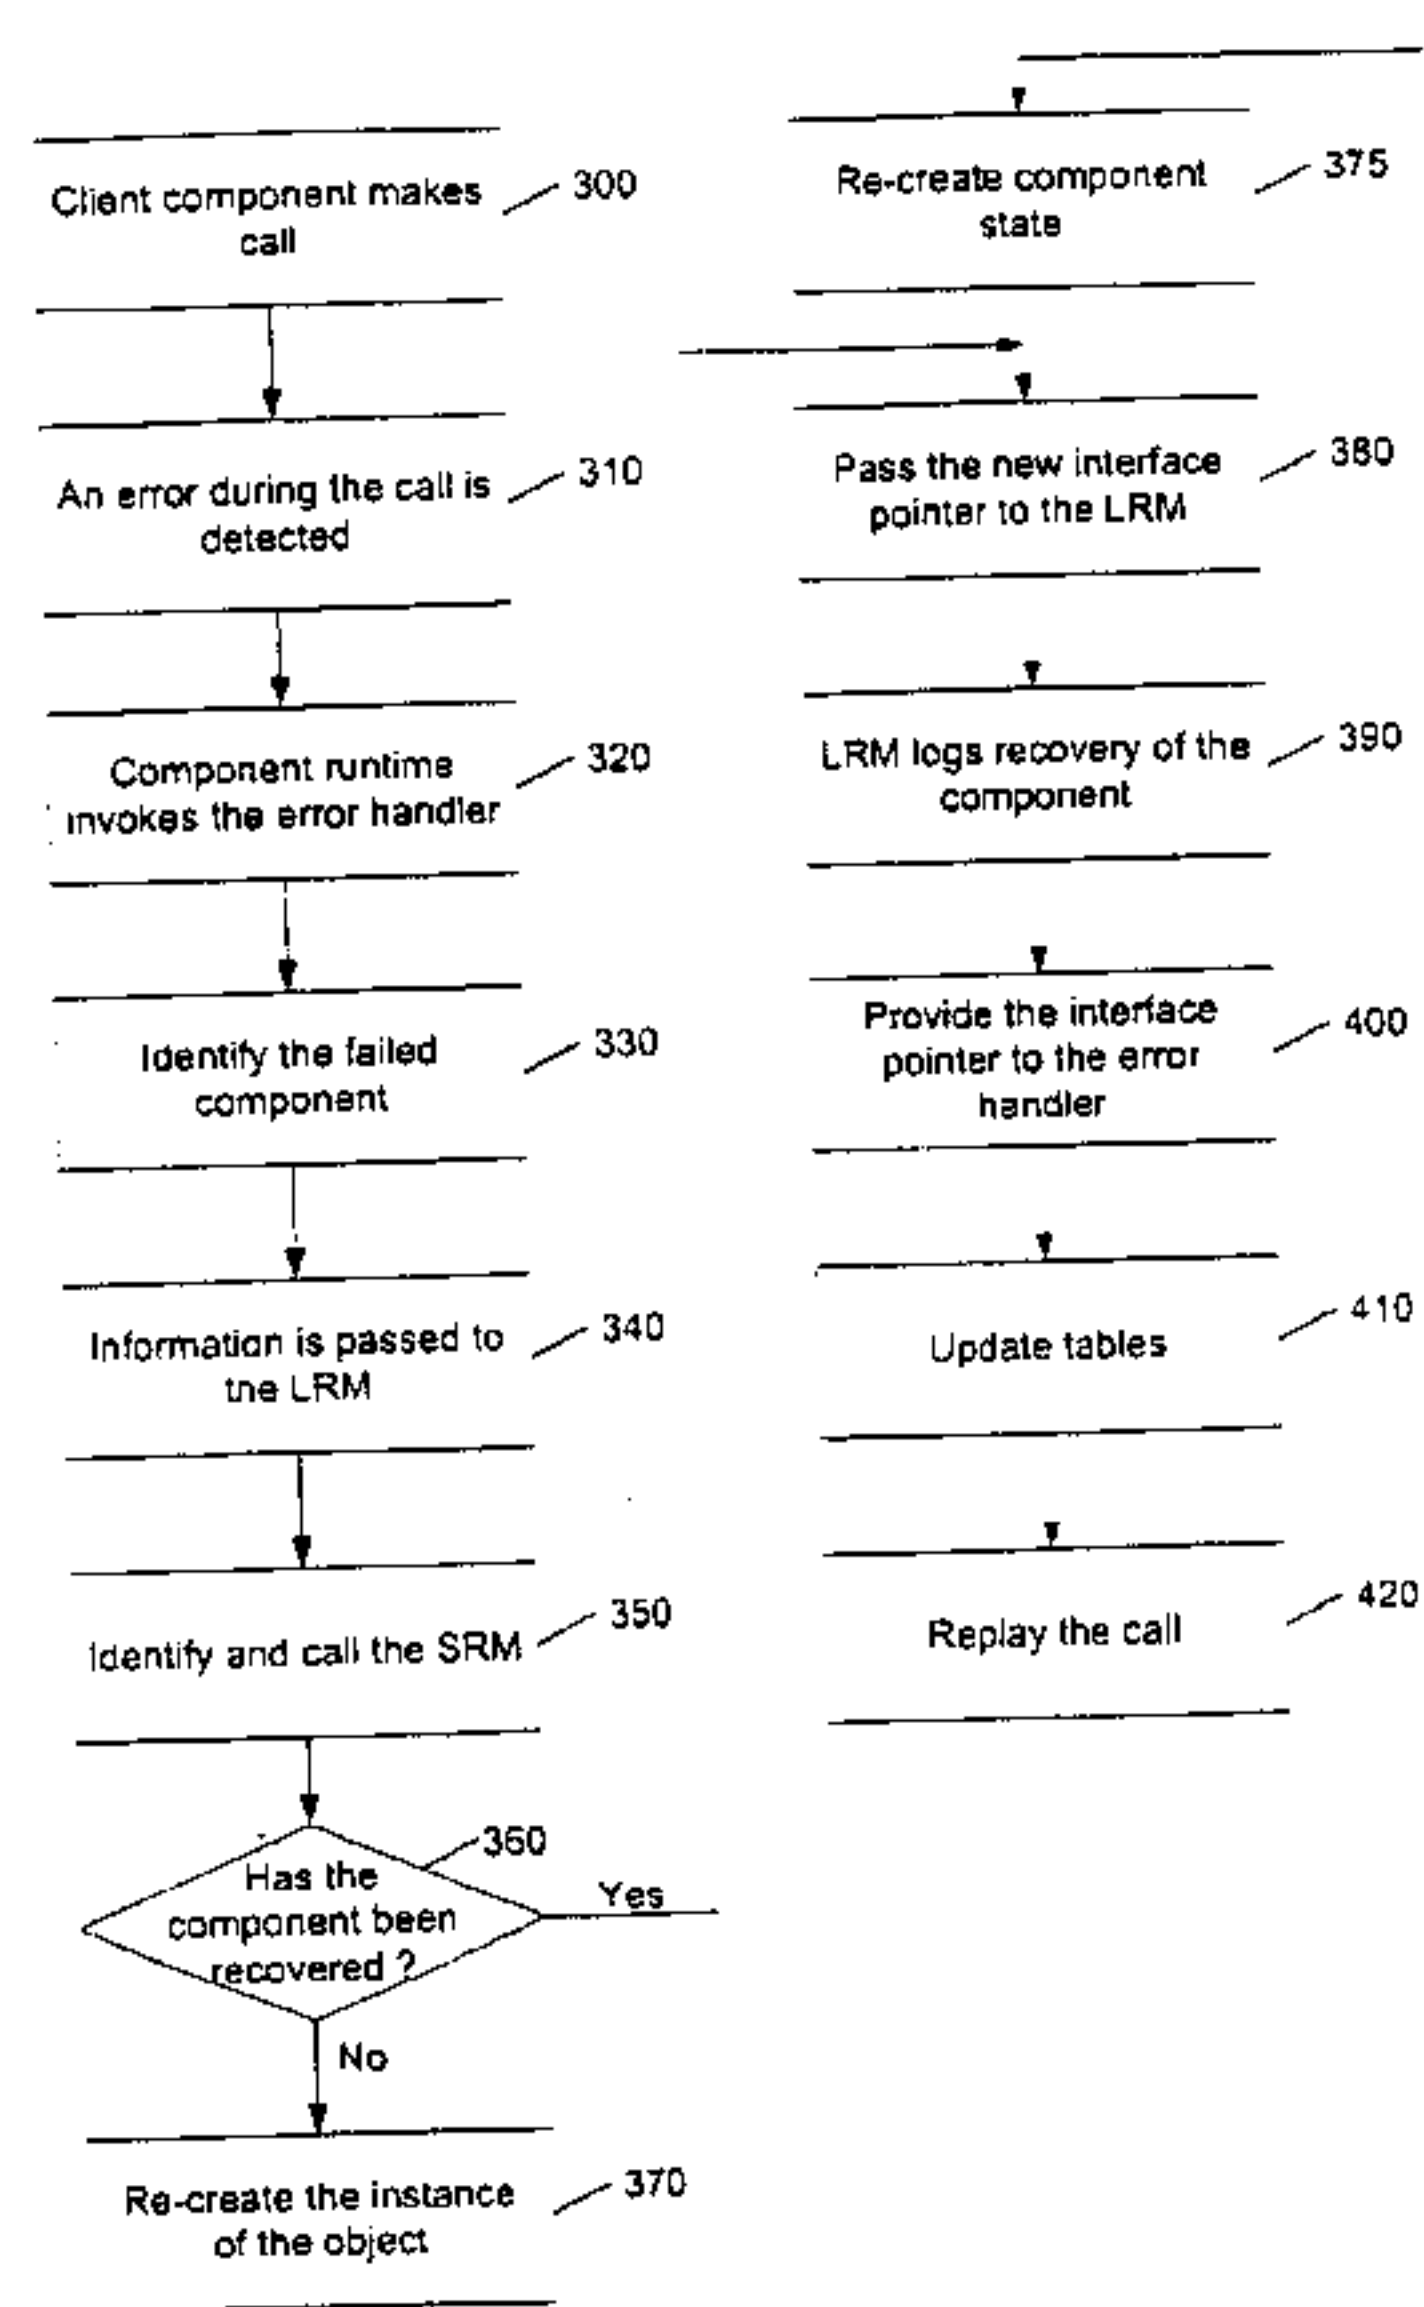 Client component makes
call
300
An error during the call is
detected
310
Component runtime
invokes the error handler
320
Identify the failed
component
330
Information is passed to
the LRM
340
Identify and call the SRM
350
360
Has the
component been
recovered ?
Yes
No
Re-create the instance
of the object
370
Re-create component
state
375
Pass the new interface
pointer to the LRM
380
LRM logs recovery of the
component
390
Provide the interface
pointer to the error
handler
400
Update tables
410
Replay the call
420